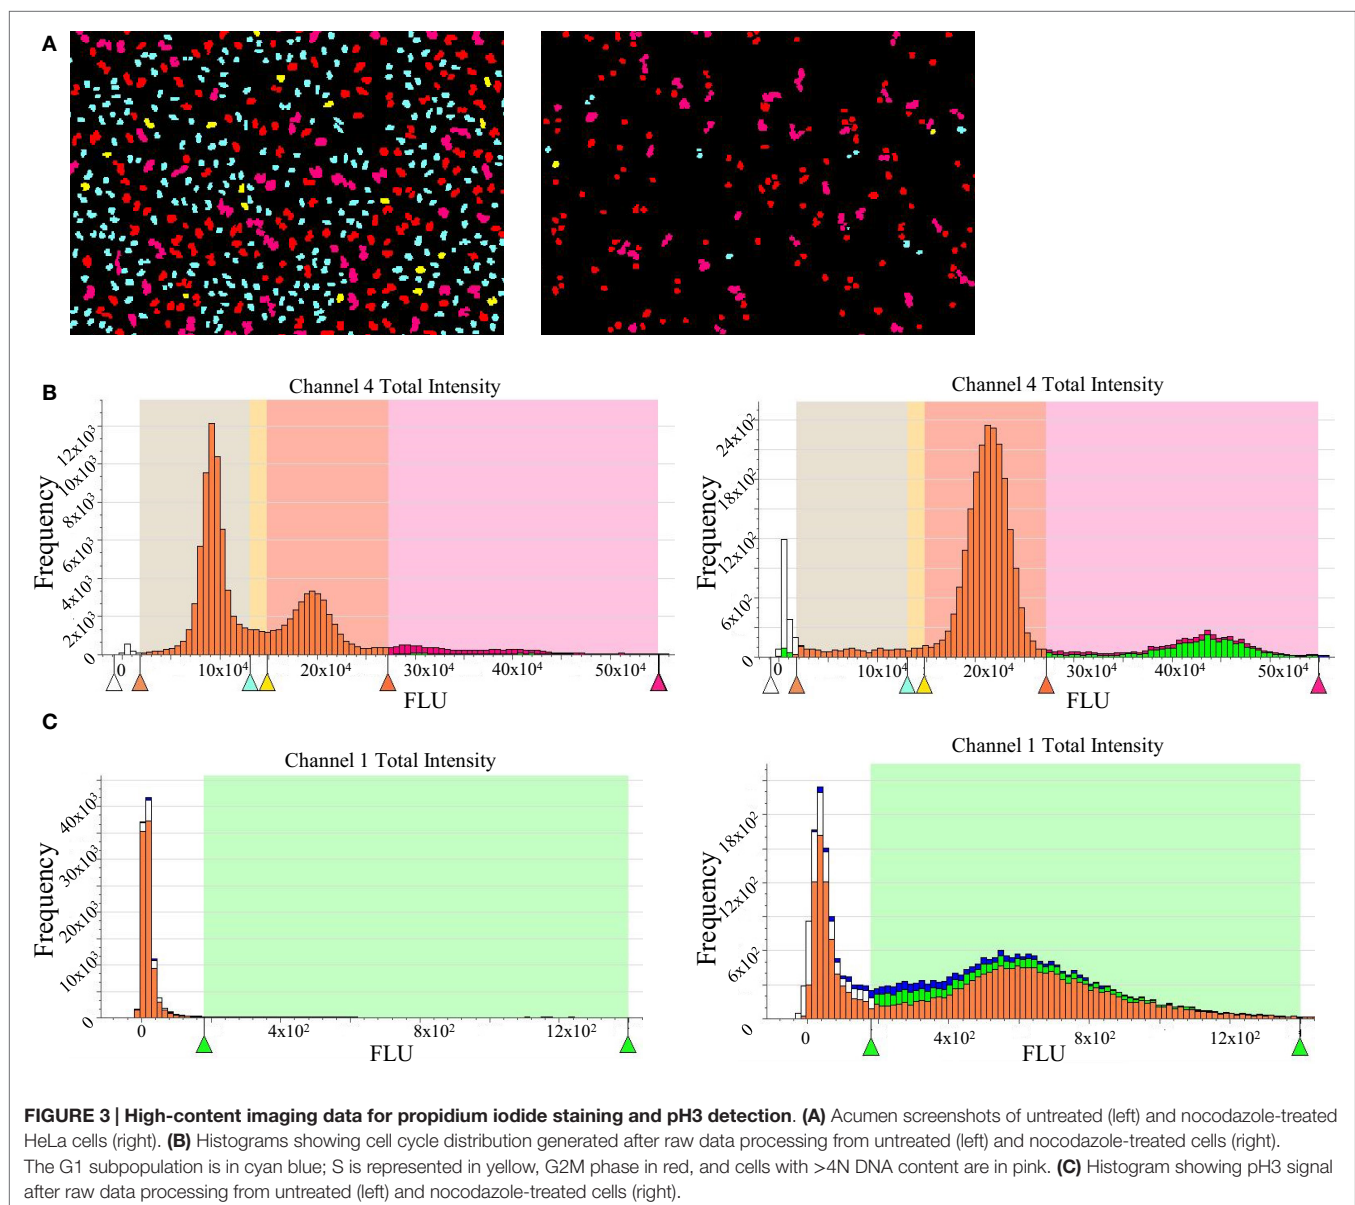 A
B
Channel 4 Total Intensity
Frequency
12x10³
10x10³
8x10³
6x10³
4x10³
2x10³
0
0
10x10⁴
20x10⁴
30x10⁴
40x10⁴
50x10⁴
FLU
Channel 4 Total Intensity
Frequency
24x10²
18x10²
12x10²
6x10²
0
0
10x10⁴
20x10⁴
30x10⁴
40x10⁴
50x10⁴
FLU
C
Channel 1 Total Intensity
Frequency
40x10³
30x10³
20x10³
10x10³
0
0
4x10²
8x10²
12x10²
FLU
Channel 1 Total Intensity
Frequency
18x10²
12x10²
6x10²
0
0
4x10²
8x10²
12x10²
FLU
FIGURE 3 | High-content imaging data for propidium iodide staining and pH3 detection. (A) Acumen screenshots of untreated (left) and nocodazole-treated
HeLa cells (right). (B) Histograms showing cell cycle distribution generated after raw data processing from untreated (left) and nocodazole-treated cells (right).
The G1 subpopulation is in cyan blue; S is represented in yellow, G2M phase in red, and cells with >4N DNA content are in pink. (C) Histogram showing pH3 signal
after raw data processing from untreated (left) and nocodazole-treated cells (right).